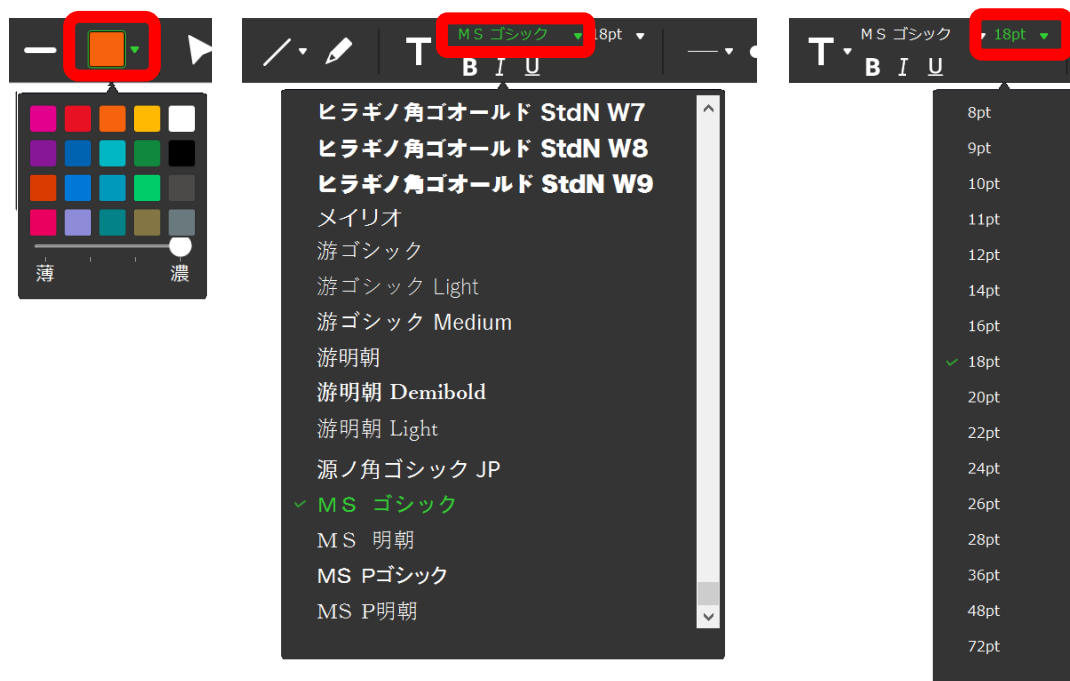 薄 濃
T MS ゴシック 18pt
B I U
ヒラギノ角ゴオールド StdN W7
ヒラギノ角ゴオールド StdN W8
ヒラギノ角ゴオールド StdN W9
メイリオ
游ゴシック
游ゴシック Light
游ゴシック Medium
游明朝
游明朝 Demibold
游明朝 Light
源ノ角ゴシック JP
MS ゴシック
MS 明朝
MS Pゴシック
MS P明朝
T MS ゴシック 18pt
B I U
8pt
9pt
10pt
11pt
12pt
14pt
16pt
18pt
20pt
22pt
24pt
26pt
28pt
36pt
48pt
72pt